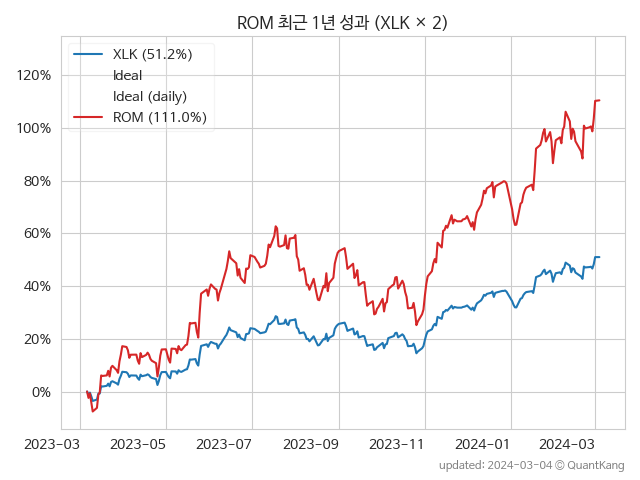 ROM 최근 1년 성과 (XLK × 2)
XLK (51.2%)
Ideal
Ideal (daily)
ROM (111.0%)
120%
100%
80%
60%
40%
20%
0%
2023-03 2023-05 2023-07 2023-09 2023-11 2024-01 2024-03
updated: 2024-03-04 © QuantKang